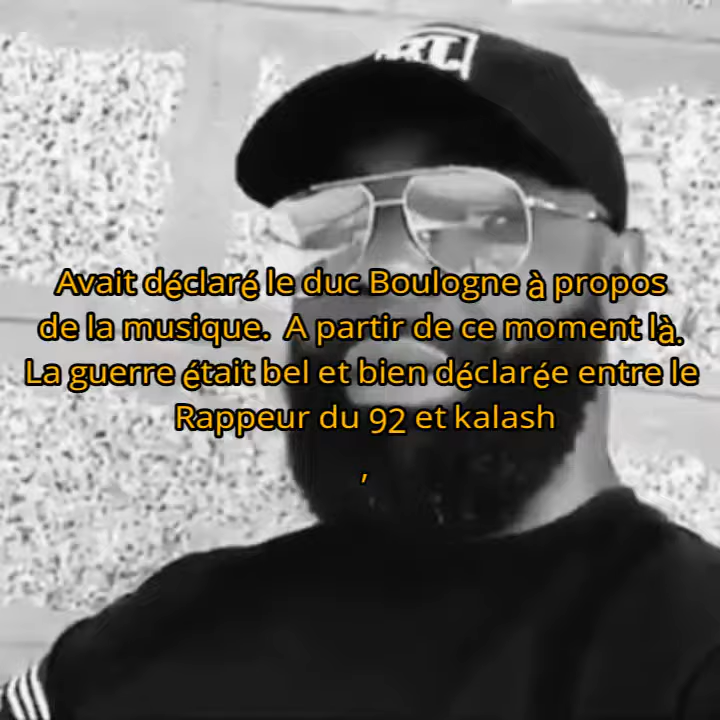 Avait déclaré le duc Boulogne à propos
de la musique.  A partir de ce moment là.
La guerre était bel et bien déclarée entre le
Rappeur du 92 et kalash
,